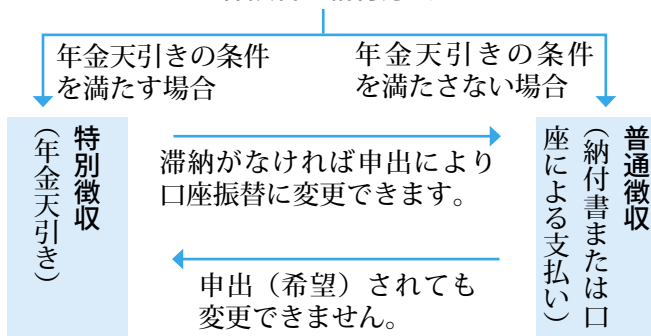 年金天引きの条件
を満たす場合
年金天引きの条件
を満たさない場合
特別徴収
（年金天引き）
滞納がなければ申出により
口座振替に変更できます。
申出（希望）されても
変更できません。
普通徴収
（納付書または口
座による支払い）